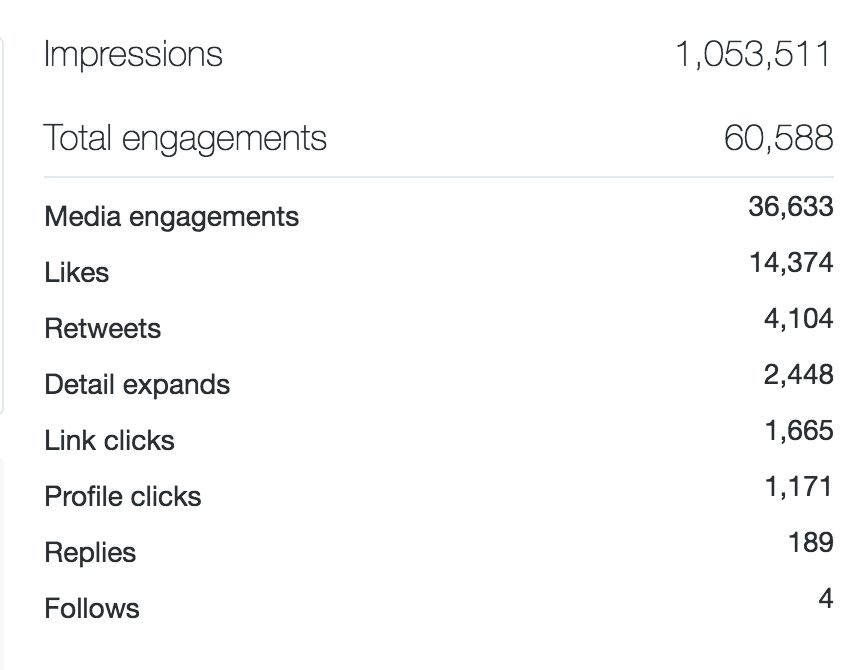 Impressions 1,053,511
Total engagements 60,588
Media engagements 36,633
Likes 14,374
Retweets 4,104
Detail expands 2,448
Link clicks 1,665
Profile clicks 1,171
Replies 189
Follows 4